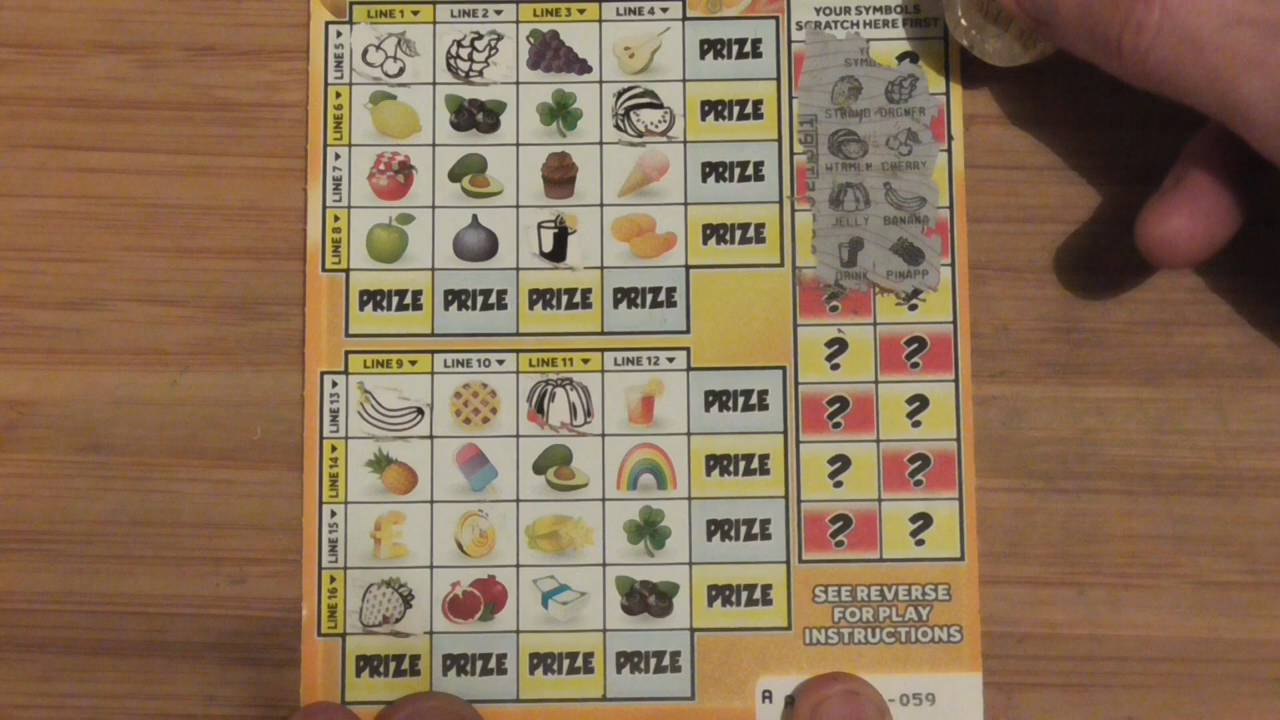 LINE 1 LINE 2 LINE 3 LINE 4
YOUR SYMBOLS
SCRATCH HERE FIRST
LINE 5
PRIZE
LINE 6
PRIZE
LINE 7
PRIZE
LINE 8
PRIZE
PRIZE PRIZE PRIZE PRIZE
STRAWB ORGNFR
WTRMLN CHERRY
JELLY BANANA
DRINK PINAPP
? ?
? ?
? ?
? ?
LINE 9 LINE 10 LINE 11 LINE 12
LINE 13
PRIZE
LINE 14
PRIZE
LINE 15
£
PRIZE
LINE 16
PRIZE
PRIZE PRIZE PRIZE PRIZE
SEE REVERSE
FOR PLAY
INSTRUCTIONS
A -059